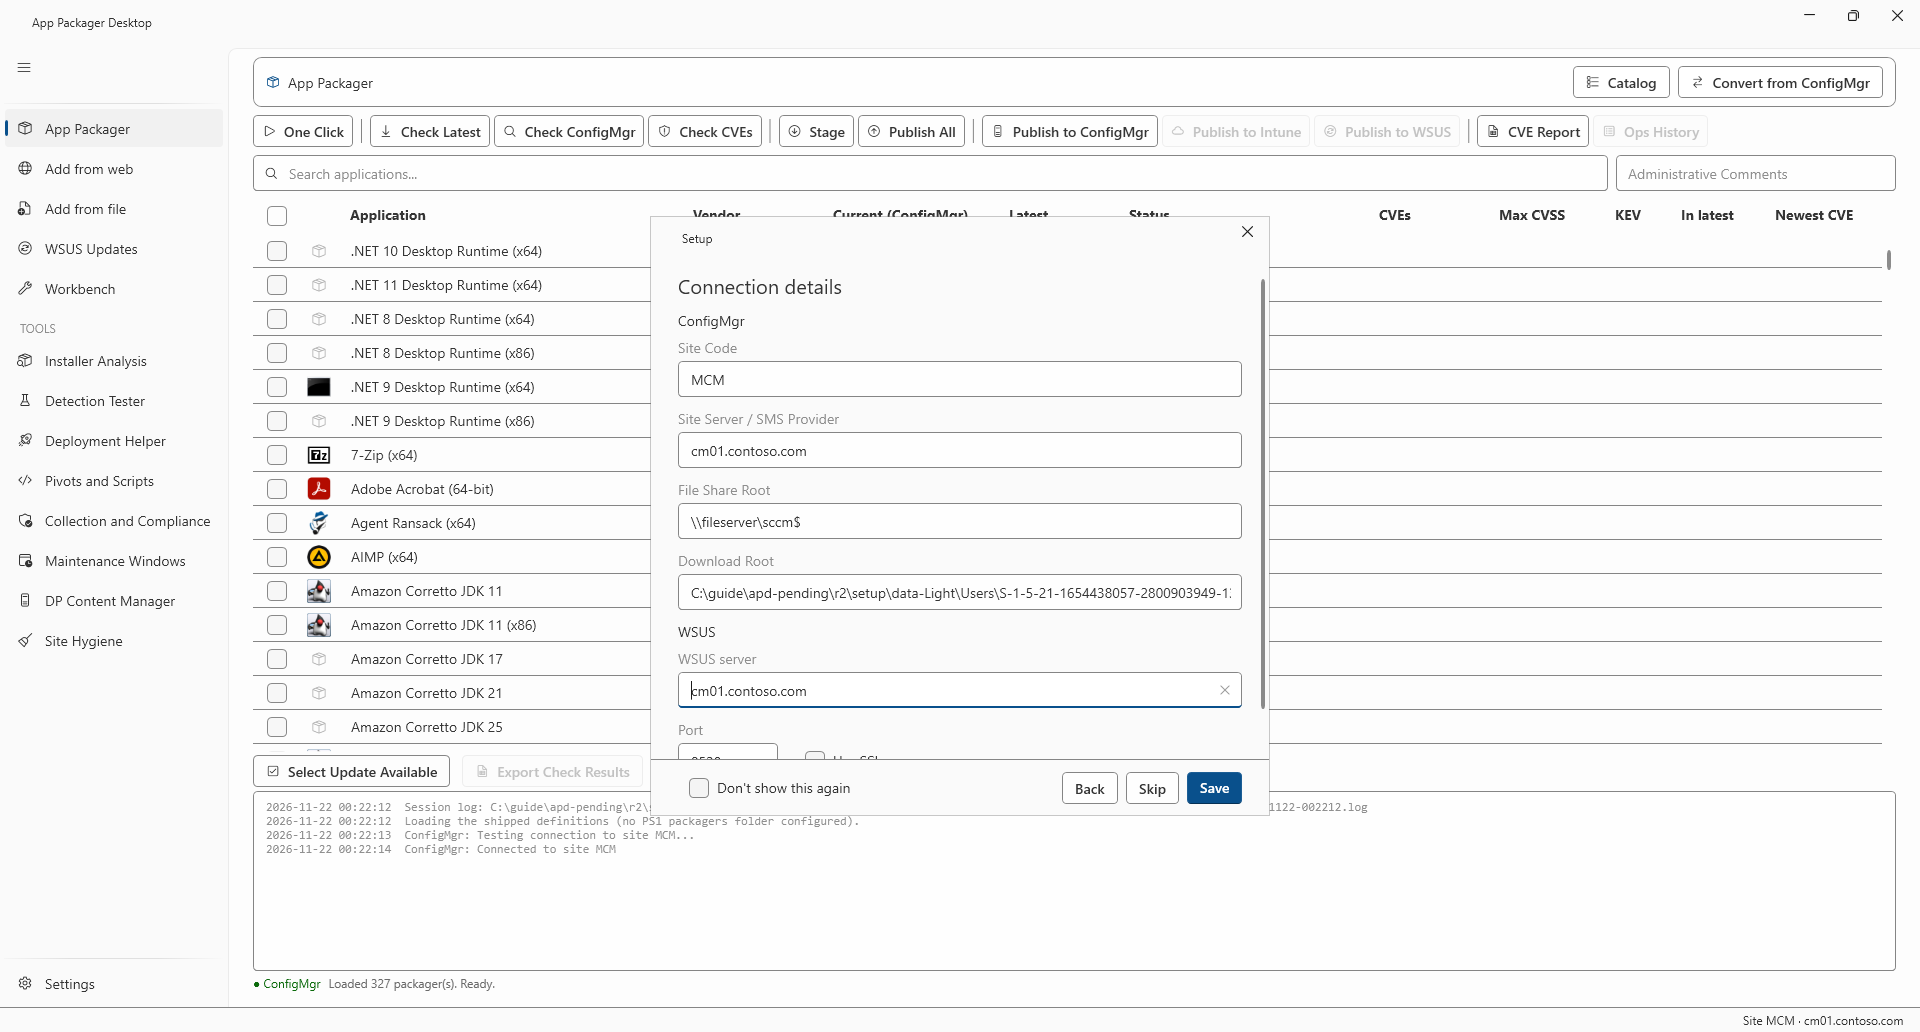 App Packager Desktop
App Packager
Add from web
Add from file
WSUS Updates
Workbench
TOOLS
Installer Analysis
Detection Tester
Deployment Helper
Pivots and Scripts
Collection and Compliance
Maintenance Windows
DP Content Manager
Site Hygiene
Settings
App Packager
Catalog
Convert from ConfigMgr
One Click
Check Latest
Check ConfigMgr
Check CVEs
Stage
Publish All
Publish to ConfigMgr
Publish to Intune
Publish to WSUS
CVE Report
Ops History
Search applications...
Administrative Comments
Application Vendor Current (ConfigMgr) Latest Status CVEs Max CVSS KEV In latest Newest CVE
.NET 10 Desktop Runtime (x64)
.NET 11 Desktop Runtime (x64)
.NET 8 Desktop Runtime (x64)
.NET 8 Desktop Runtime (x86)
.NET 9 Desktop Runtime (x64)
.NET 9 Desktop Runtime (x86)
7-Zip (x64)
Adobe Acrobat (64-bit)
Agent Ransack (x64)
AIMP (x64)
Amazon Corretto JDK 11
Amazon Corretto JDK 11 (x86)
Amazon Corretto JDK 17
Amazon Corretto JDK 21
Amazon Corretto JDK 25
Setup
Connection details
ConfigMgr
Site Code
MCM
Site Server / SMS Provider
cm01.contoso.com
File Share Root
\\fileserver\sccm$
Download Root
C:\guide\apd-pending\r2\setup\data-Light\Users\S-1-5-21-1654438057-2800903949-1
WSUS
WSUS server
cm01.contoso.com
Port
Don't show this again
Back
Skip
Save
Select Update Available
Export Check Results
2026-11-22 00:22:12 Session log: C:\guide\apd-pending\r2\ 1122-002212.log
2026-11-22 00:22:12 Loading the shipped definitions (no PS1 packagers folder configured).
2026-11-22 00:22:13 ConfigMgr: Testing connection to site MCM...
2026-11-22 00:22:14 ConfigMgr: Connected to site MCM
ConfigMgr Loaded 327 packager(s). Ready.
Site MCM · cm01.contoso.com